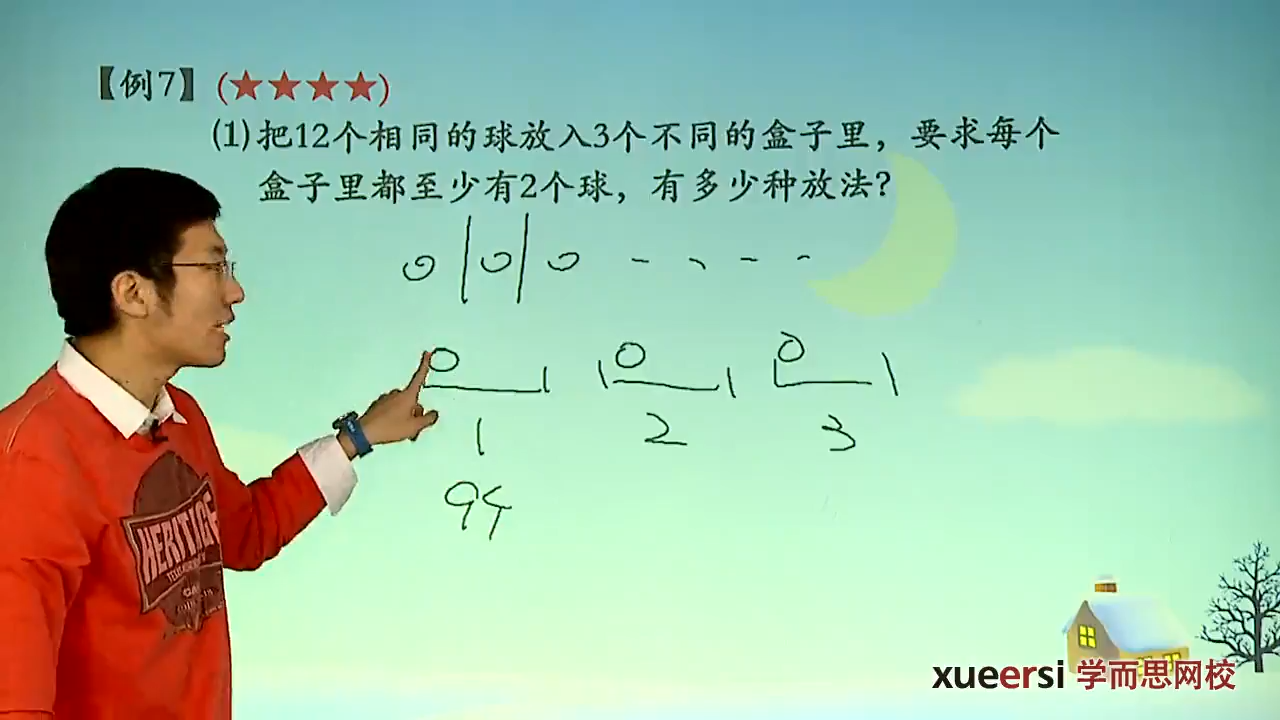 【例7】(★★★★)
(1)把12个相同的球放入3个不同的盒子里，要求每个
盒子里都至少有2个球，有多少种放法?
1 2 3
9个
HERITAGE
xueersi 学而思网校